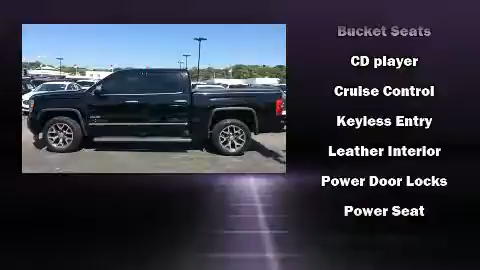 Bucket Seats
CD player
Cruise Control
Keyless Entry
Leather Interior
Power Door Locks
Power Seat